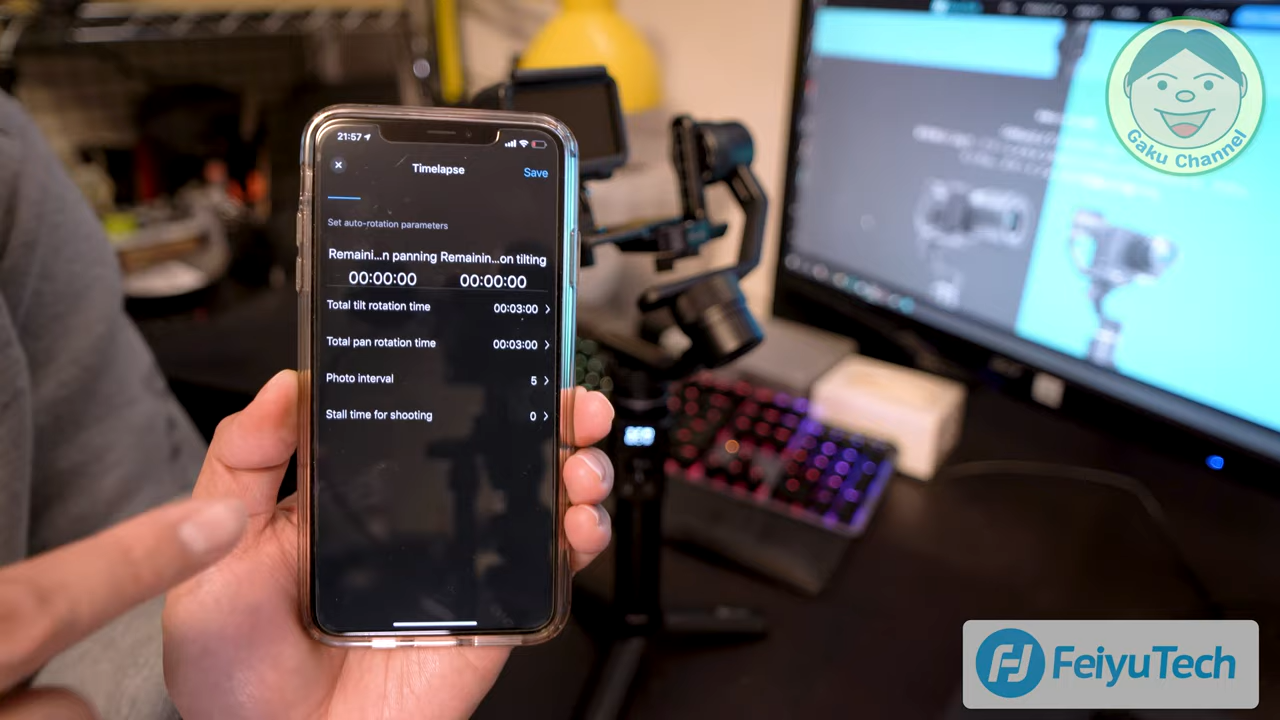 21:57
Timelapse
Save
Set auto-rotation parameters
Remaini...n panning Remainin...on tilting
00:00:00 00:00:00
Total tilt rotation time 00:03:00
Total pan rotation time 00:03:00
Photo interval 5
Stall time for shooting 0
Gaku Channel
FeiyuTech